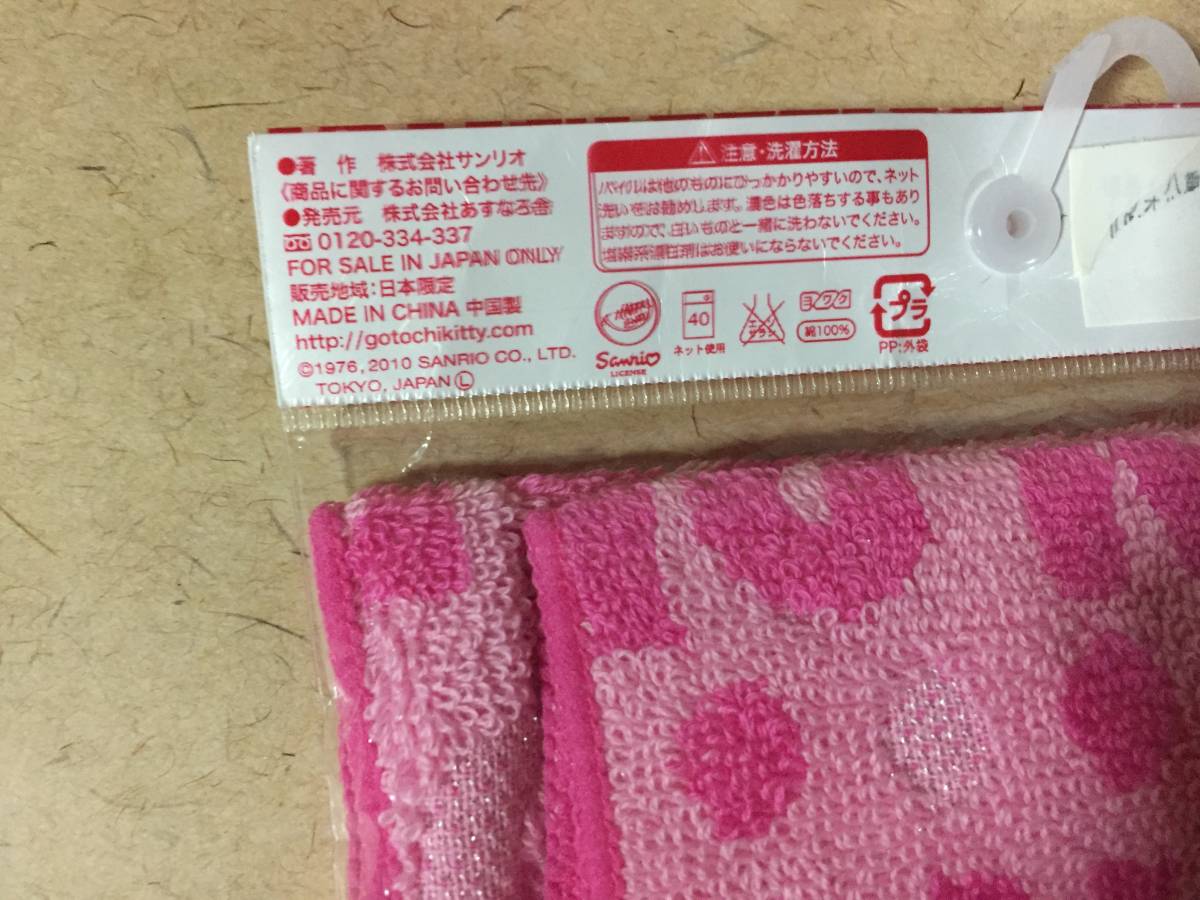 ●著 作 株式会社サンリオ
《商品に関するお問い合わせ先》
●発売元 株式会社あすなろ舎
0120-334-337
FOR SALE IN JAPAN ONLY
販売地域:日本限定
MADE IN CHINA 中国製
http://gotochikitty.com
©1976, 2010 SANRIO CO., LTD.
TOKYO, JAPAN Ⓛ
注意・洗濯方法
パイルは他のものにひっかかりやすいので、ネット
洗いをお勧めします。濃色は色落ちする事もあり
ますので、白いものと一緒に洗わないでください。
塩素系漂白剤はお使いにならないでください。
Sanrio
LICENSE
40
ネット使用
エンソ
サラシ
ヨワク
綿100%
プラ
PP:外袋